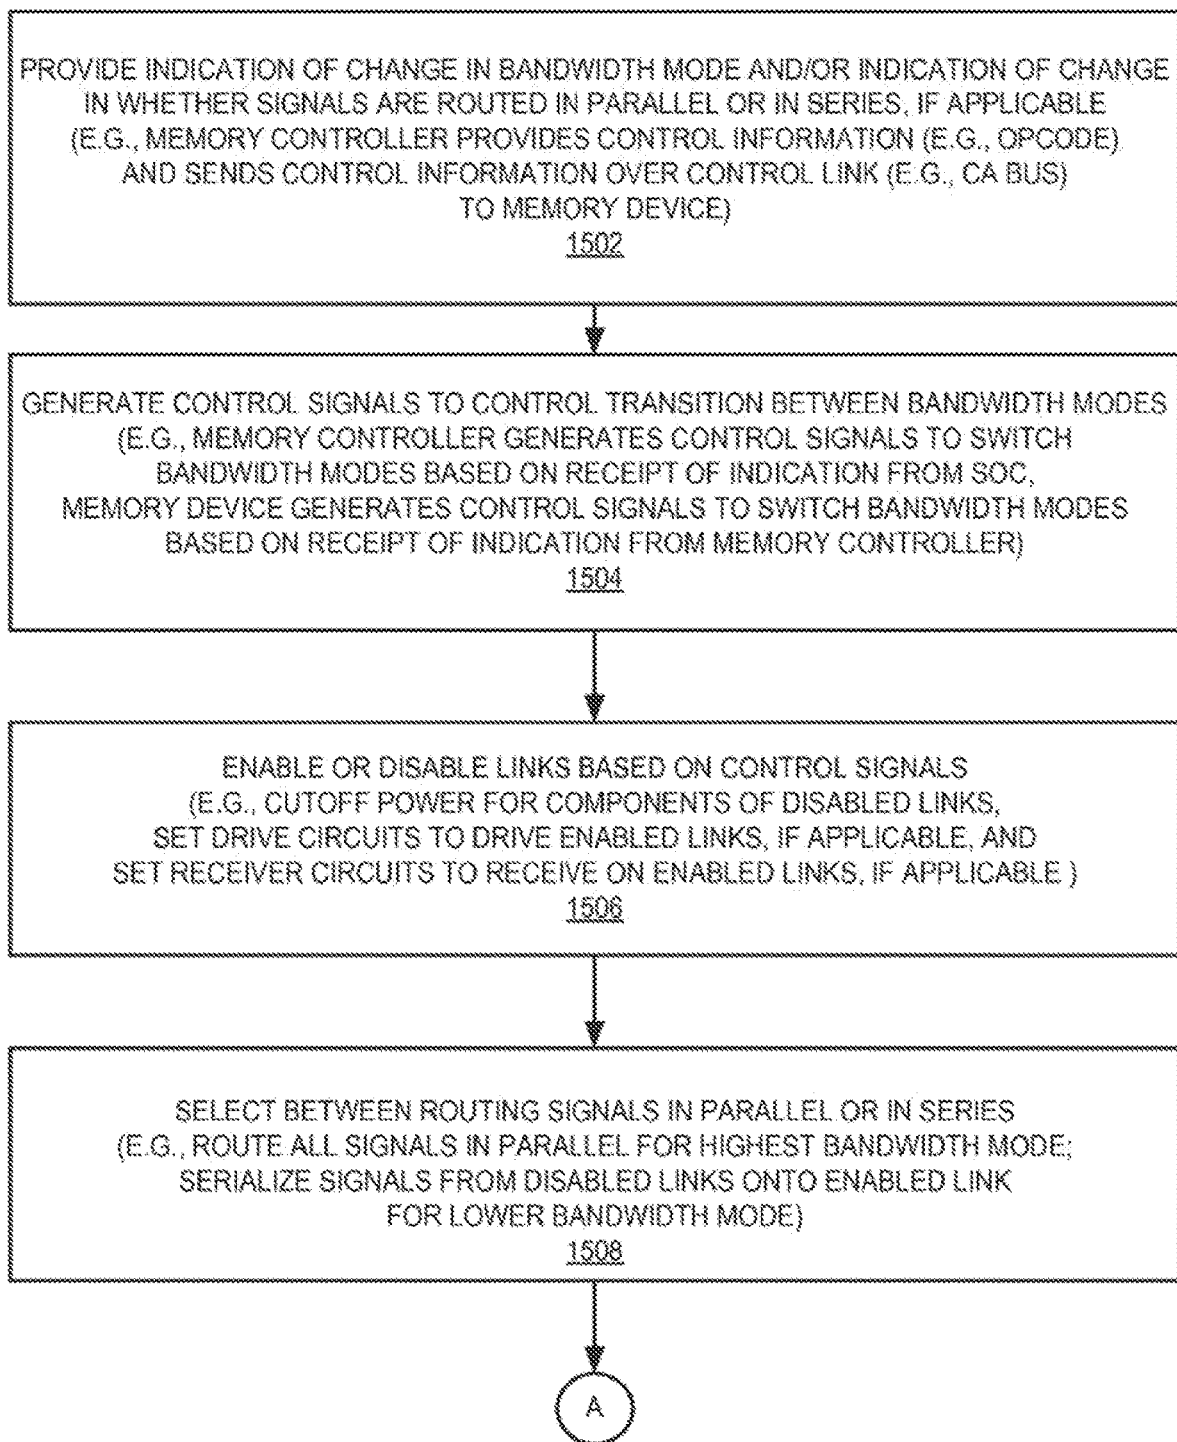 PROVIDE INDICATION OF CHANGE IN BANDWIDTH MODE AND/OR INDICATION OF CHANGE
IN WHETHER SIGNALS ARE ROUTED IN PARALLEL OR IN SERIES, IF APPLICABLE
(E.G., MEMORY CONTROLLER PROVIDES CONTROL INFORMATION (E.G., OPCODE)
AND SENDS CONTROL INFORMATION OVER CONTROL LINK (E.G., CA BUS)
TO MEMORY DEVICE)
1502
GENERATE CONTROL SIGNALS TO CONTROL TRANSITION BETWEEN BANDWIDTH MODES
(E.G., MEMORY CONTROLLER GENERATES CONTROL SIGNALS TO SWITCH
BANDWIDTH MODES BASED ON RECEIPT OF INDICATION FROM SOC,
MEMORY DEVICE GENERATES CONTROL SIGNALS TO SWITCH BANDWIDTH MODES
BASED ON RECEIPT OF INDICATION FROM MEMORY CONTROLLER)
1504
ENABLE OR DISABLE LINKS BASED ON CONTROL SIGNALS
(E.G., CUTOFF POWER FOR COMPONENTS OF DISABLED LINKS,
SET DRIVE CIRCUITS TO DRIVE ENABLED LINKS, IF APPLICABLE, AND
SET RECEIVER CIRCUITS TO RECEIVE ON ENABLED LINKS, IF APPLICABLE )
1506
SELECT BETWEEN ROUTING SIGNALS IN PARALLEL OR IN SERIES
(E.G., ROUTE ALL SIGNALS IN PARALLEL FOR HIGHEST BANDWIDTH MODE;
SERIALIZE SIGNALS FROM DISABLED LINKS ONTO ENABLED LINK
FOR LOWER BANDWIDTH MODE)
1508
A